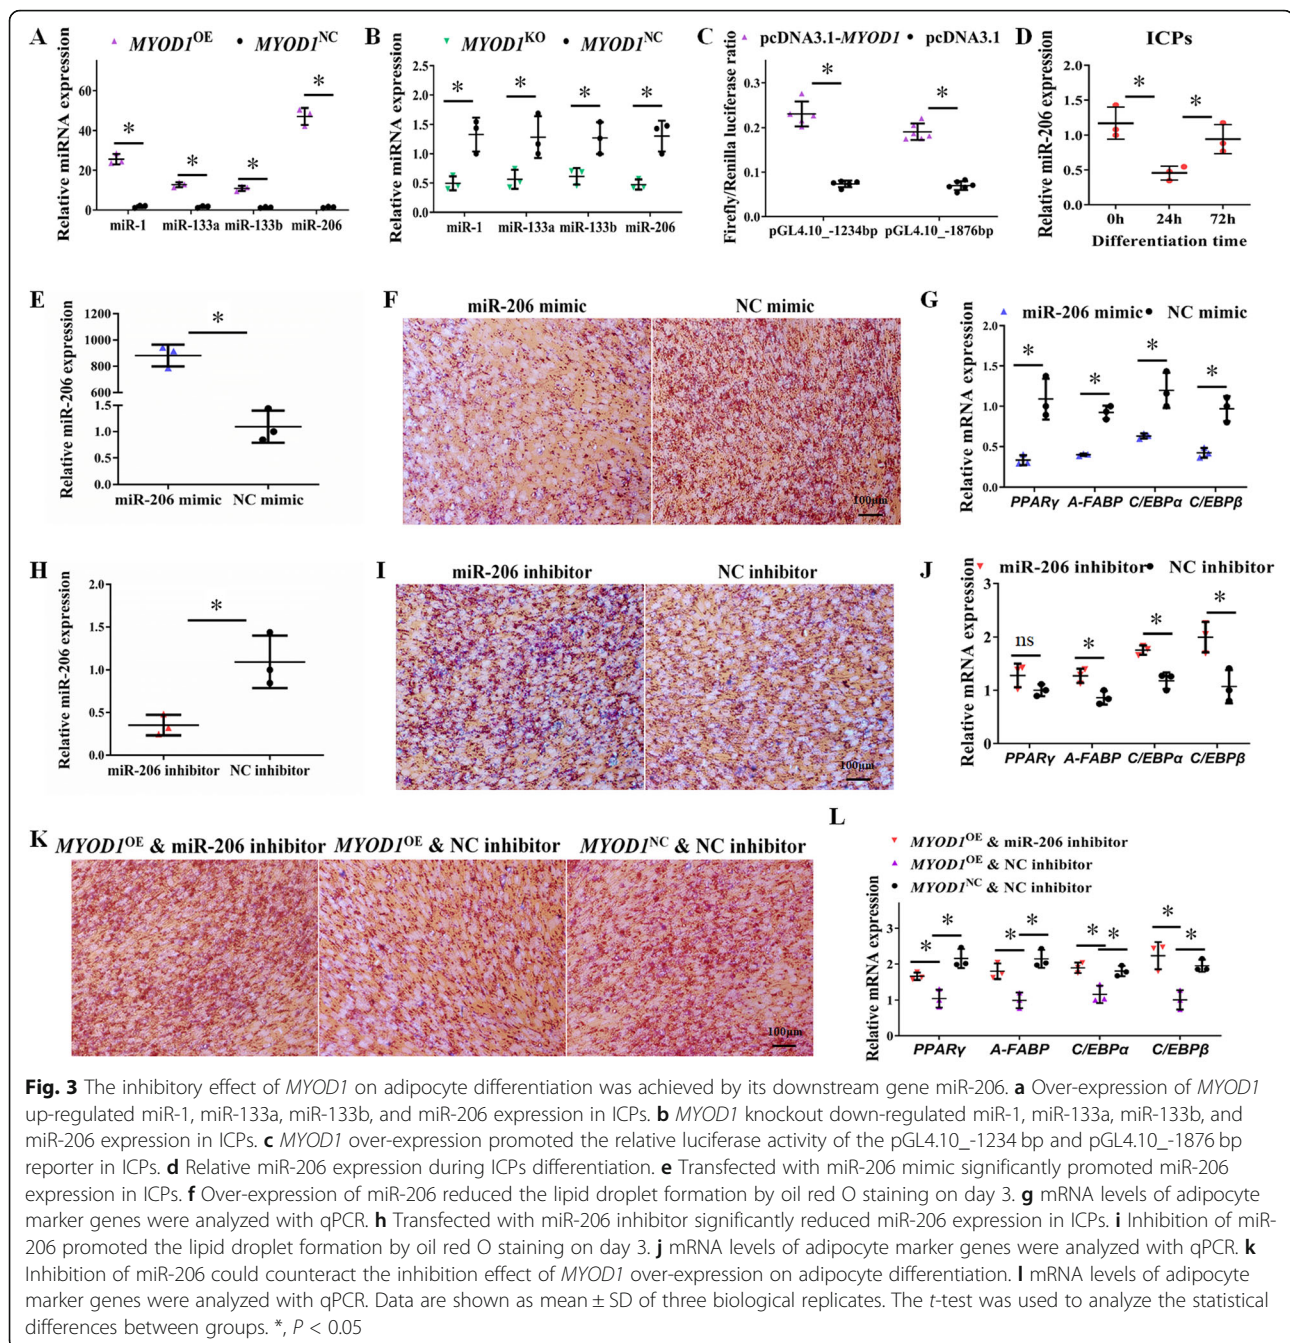 A
MYOD1OE MYOD1NC
Relative miRNA expression
60
40
20
0
miR-1 miR-133a miR-133b miR-206
* * * *
B
MYOD1KO MYOD1NC
Relative miRNA expression
2.5
2.0
1.5
1.0
0.5
0.0
miR-1 miR-133a miR-133b miR-206
* * * *
C
pcDNA3.1-MYOD1 pcDNA3.1
Firefly/Renilla luciferase ratio
0.3
0.2
0.1
0.0
pGL4.10_-1234bp pGL4.10_-1876bp
* *
D
ICPs
Relative miR-206 expression
2.0
1.5
1.0
0.5
0.0
0h 24h 72h
Differentiation time
* *
E
Relative miR-206 expression
1200
1000
800
600
1.5
1.0
0.5
0.0
miR-206 mimic NC mimic
*
F
miR-206 mimic NC mimic
100μm
G
miR-206 mimic NC mimic
Relative mRNA expression
2.0
1.5
1.0
0.5
0.0
PPARγ A-FABP C/EBPα C/EBPβ
* * * *
H
Relative miR-206 expression
2.0
1.5
1.0
0.5
0.0
miR-206 inhibitor NC inhibitor
*
I
miR-206 inhibitor NC inhibitor
100μm
J
miR-206 inhibitor NC inhibitor
Relative mRNA expression
3
2
1
0
PPARγ A-FABP C/EBPα C/EBPβ
ns * * *
K
MYOD1OE & miR-206 inhibitor MYOD1OE & NC inhibitor MYOD1NC & NC inhibitor
100μm
L
MYOD1OE & miR-206 inhibitor
MYOD1OE & NC inhibitor
MYOD1NC & NC inhibitor
Relative mRNA expression
3
2
1
0
PPARγ A-FABP C/EBPα C/EBPβ
* * * * * * * *
Fig. 3 The inhibitory effect of MYOD1 on adipocyte differentiation was achieved by its downstream gene miR-206. a Over-expression of MYOD1
up-regulated miR-1, miR-133a, miR-133b, and miR-206 expression in ICPs. b MYOD1 knockout down-regulated miR-1, miR-133a, miR-133b, and
miR-206 expression in ICPs. c MYOD1 over-expression promoted the relative luciferase activity of the pGL4.10_-1234 bp and pGL4.10_-1876 bp
reporter in ICPs. d Relative miR-206 expression during ICPs differentiation. e Transfected with miR-206 mimic significantly promoted miR-206
expression in ICPs. f Over-expression of miR-206 reduced the lipid droplet formation by oil red O staining on day 3. g mRNA levels of adipocyte
marker genes were analyzed with qPCR. h Transfected with miR-206 inhibitor significantly reduced miR-206 expression in ICPs. i Inhibition of miR-
206 promoted the lipid droplet formation by oil red O staining on day 3. j mRNA levels of adipocyte marker genes were analyzed with qPCR. k
Inhibition of miR-206 could counteract the inhibition effect of MYOD1 over-expression on adipocyte differentiation. l mRNA levels of adipocyte
marker genes were analyzed with qPCR. Data are shown as mean ± SD of three biological replicates. The t-test was used to analyze the statistical
differences between groups. *, P < 0.05